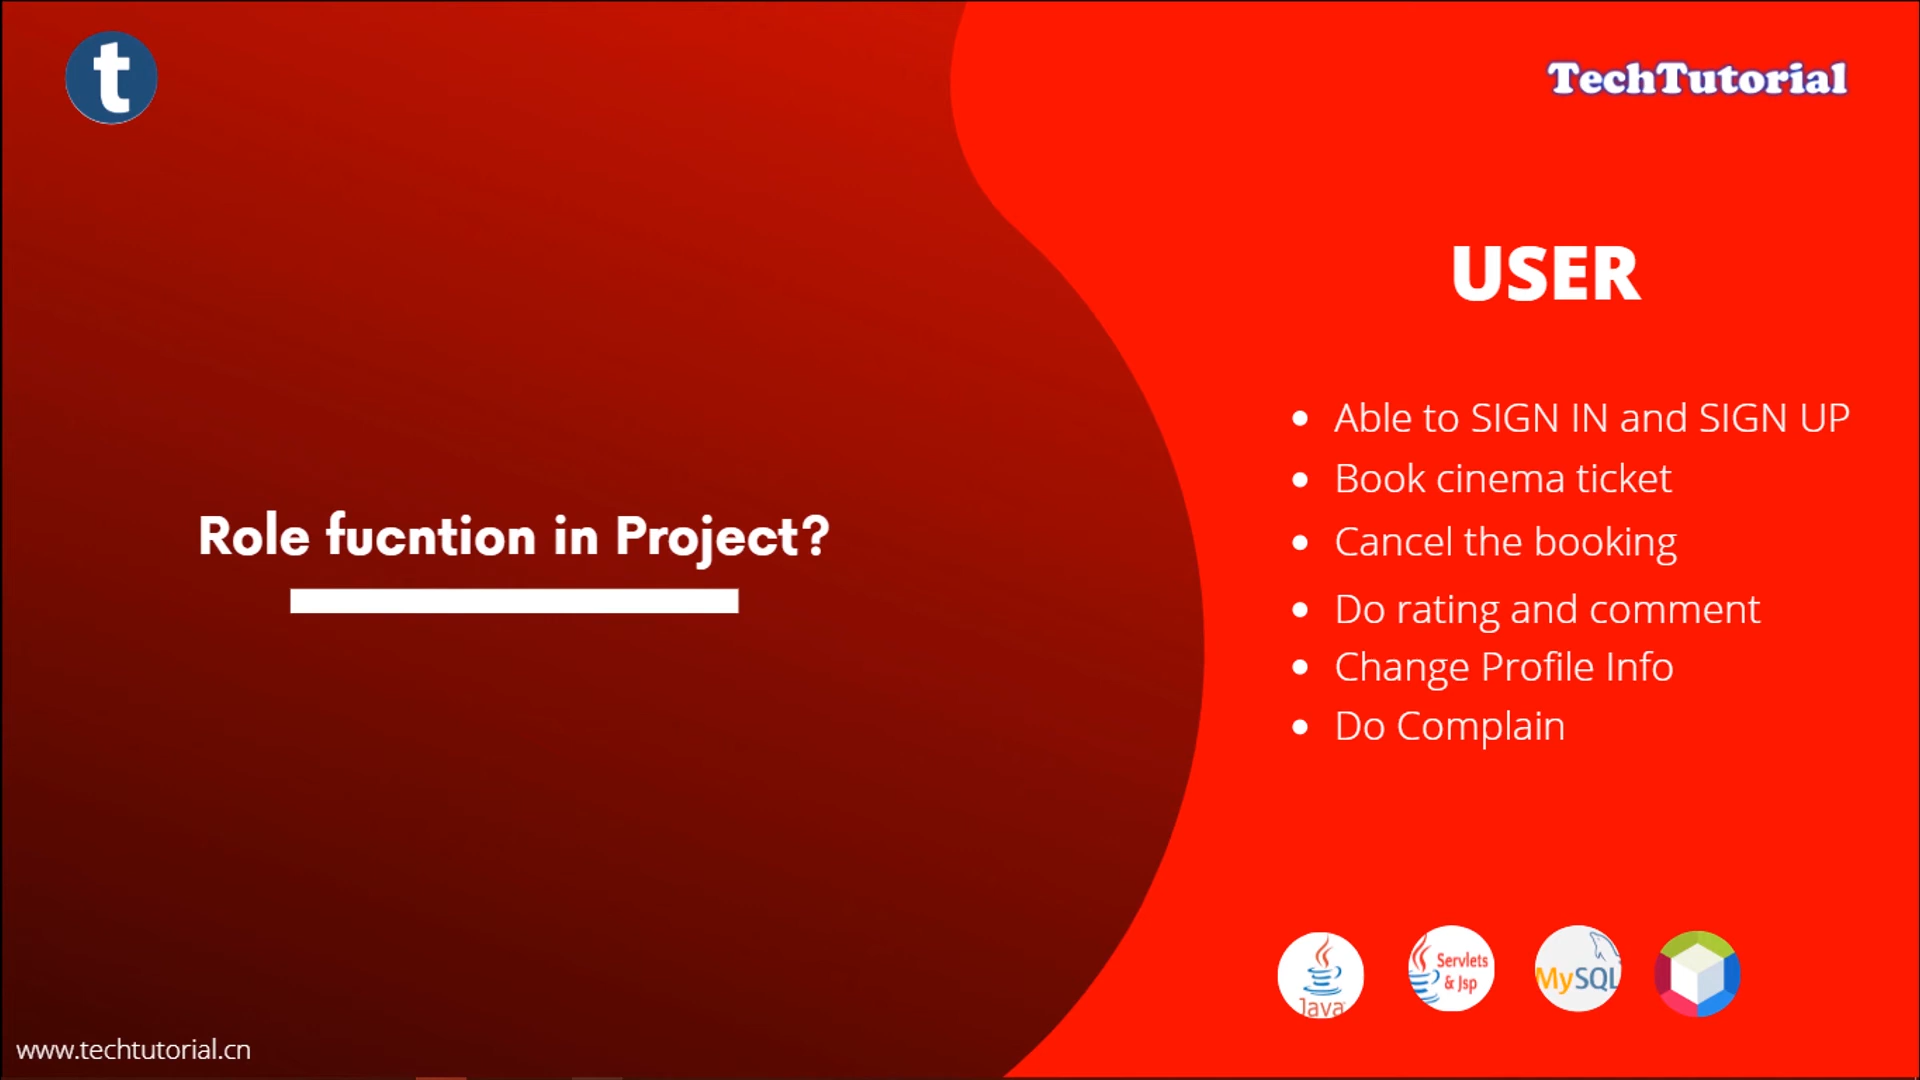 t
TechTutorial
Role fucntion in Project?
USER
Able to SIGN IN and SIGN UP
Book cinema ticket
Cancel the booking
Do rating and comment
Change Profile Info
Do Complain
Java
Servlets
& Jsp
MySQL
www.techtutorial.cn